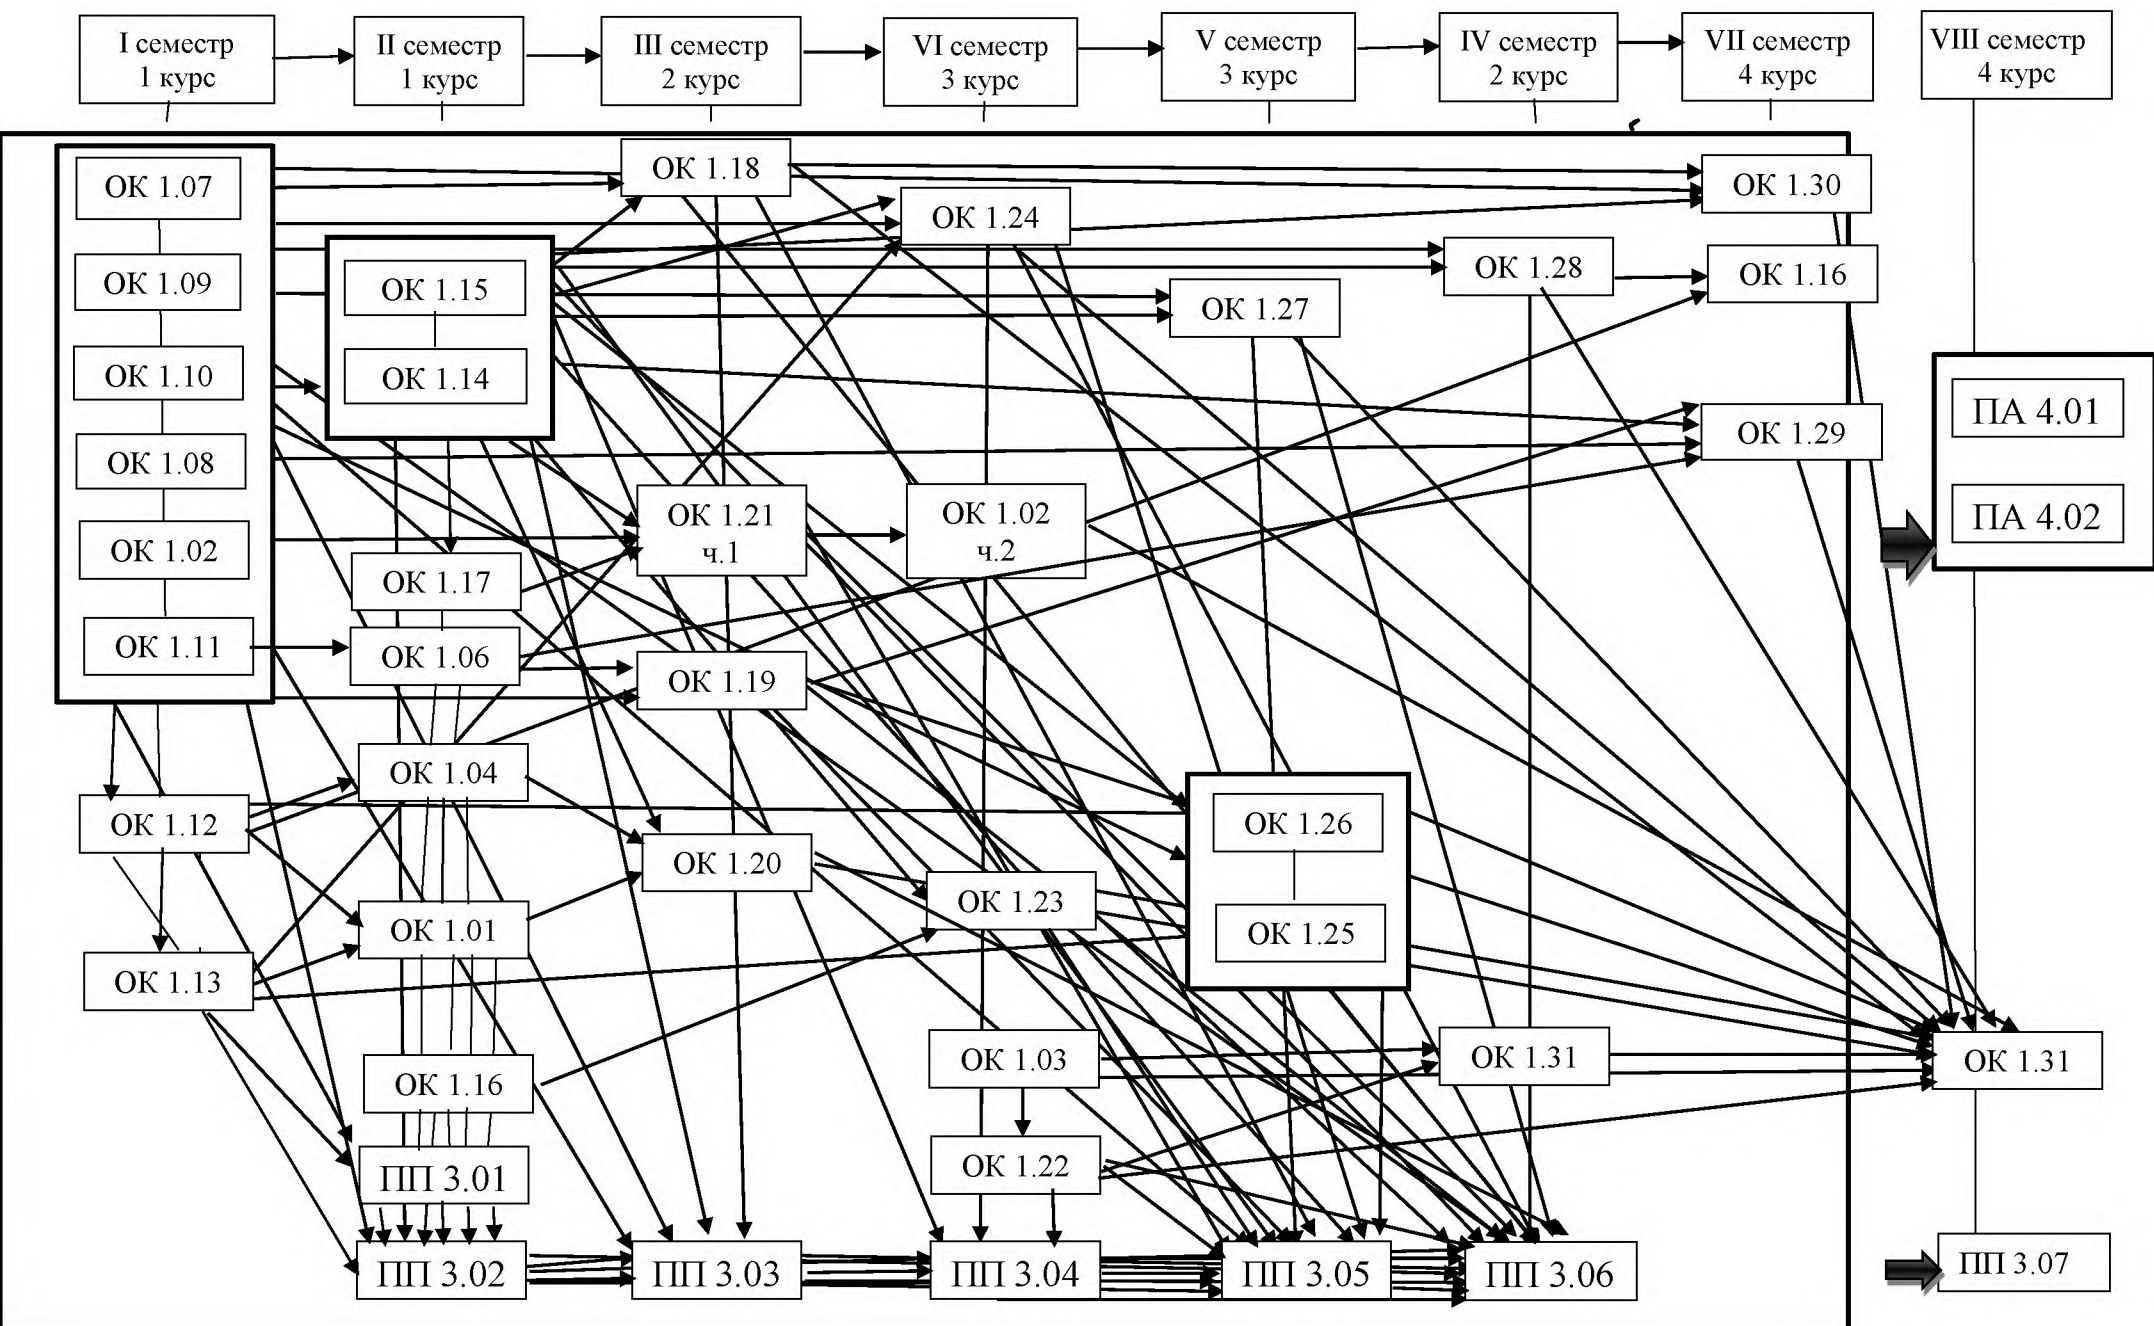 I семестр
1 курс
II семестр
1 курс
III семестр
2 курс
VI семестр
3 курс
V семестр
3 курс
IV семестр
2 курс
VII семестр
4 курс
VIII семестр
4 курс
ОК 1.07
ОК 1.09
ОК 1.10
ОК 1.08
ОК 1.02
ОК 1.11
ОК 1.12
ОК 1.13
ОК 1.15
ОК 1.14
ОК 1.17
ОК 1.06
ОК 1.04
ОК 1.01
ОК 1.16
ПП 3.01
ПП 3.02
ОК 1.18
ОК 1.21
ч.1
ОК 1.19
ОК 1.20
ПП 3.03
ОК 1.24
ОК 1.02
ч.2
ОК 1.23
ОК 1.03
ОК 1.22
ПП 3.04
ОК 1.27
ОК 1.26
ОК 1.25
ПП 3.05
ОК 1.28
ОК 1.31
ПП 3.06
ОК 1.30
ОК 1.16
ОК 1.29
ПА 4.01
ПА 4.02
ОК 1.31
ПП 3.07